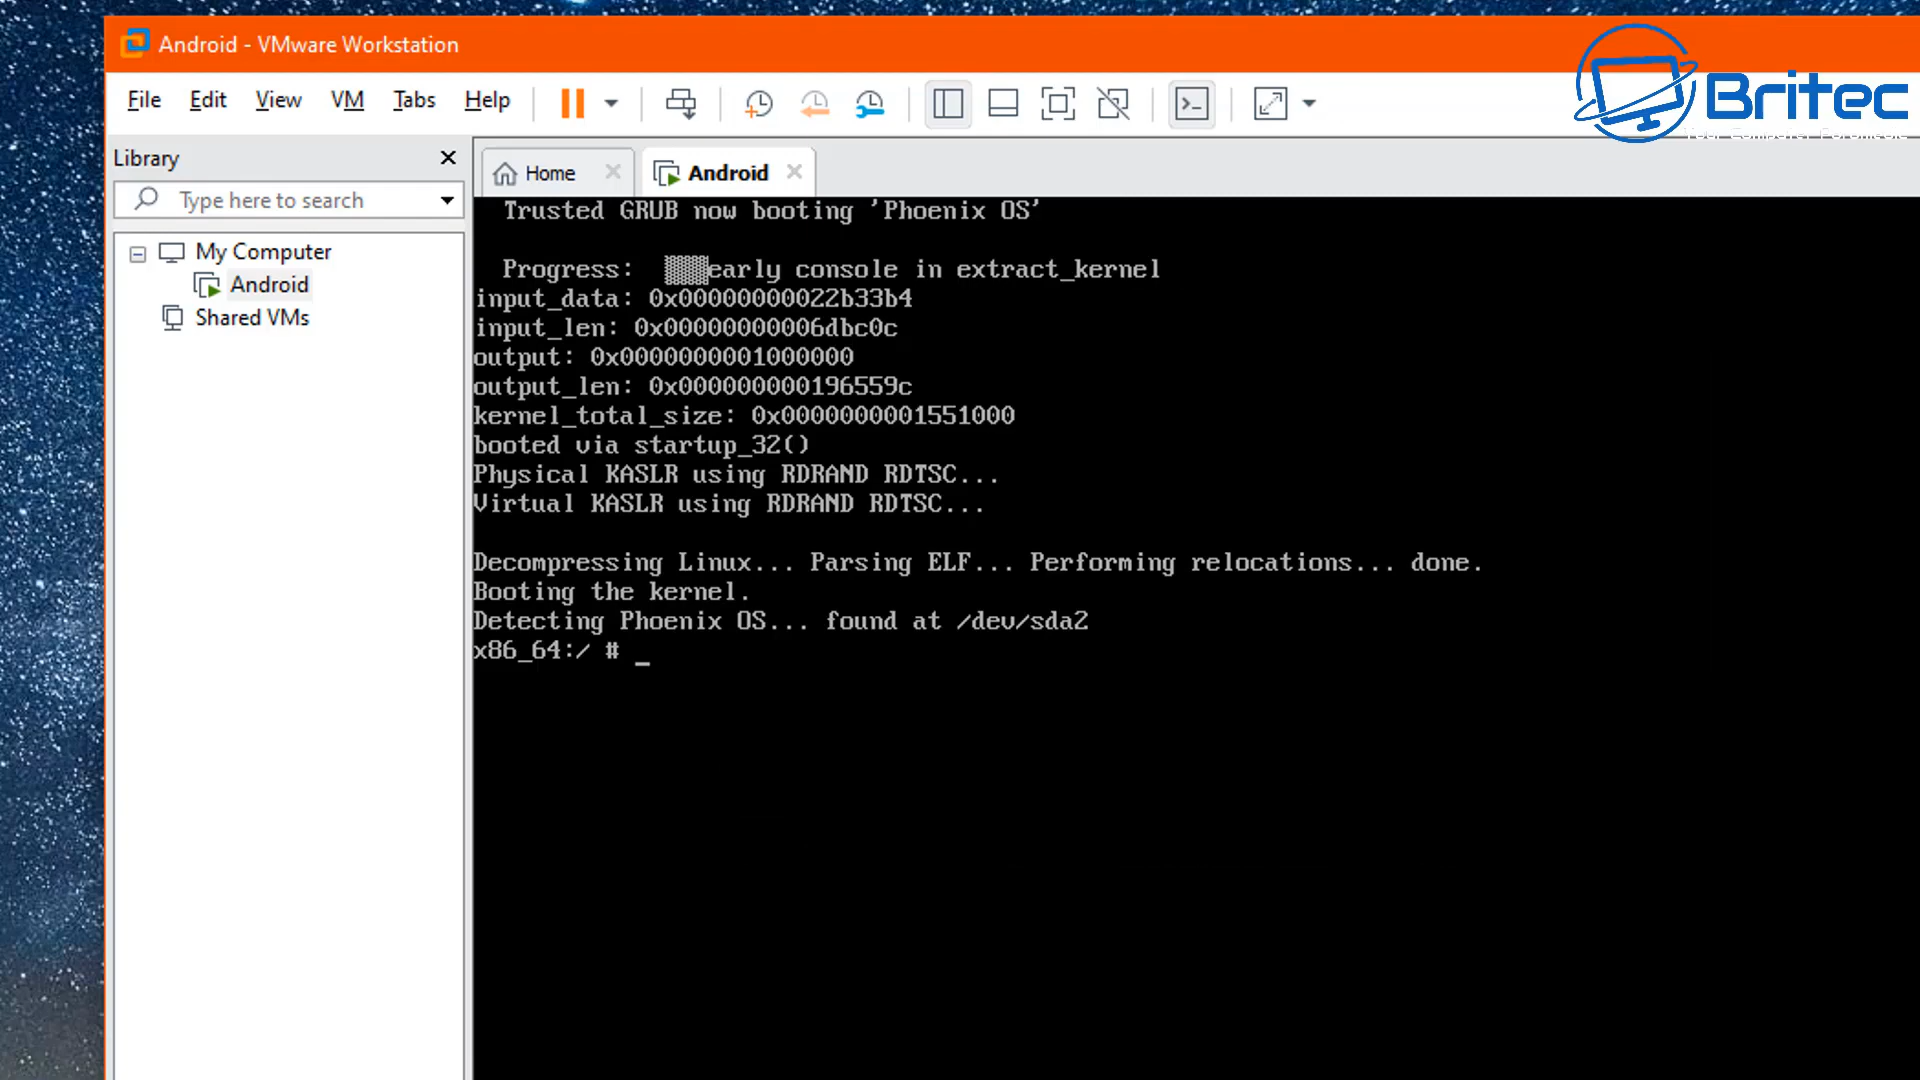 Android - VMware Workstation
Britec
File Edit View VM Tabs Help
Library
Home
Android
Type here to search
My Computer
Android
Shared VMs
Trusted GRUB now booting 'Phoenix OS'
Progress: ▒▒▒early console in extract_kernel
input_data: 0x00000000022b33b4
input_len: 0x00000000006dbc0c
output: 0x0000000001000000
output_len: 0x000000000196559c
kernel_total_size: 0x0000000001551000
booted via startup_32()
Physical KASLR using RDRAND RDTSC...
Virtual KASLR using RDRAND RDTSC...
Decompressing Linux... Parsing ELF... Performing relocations... done.
Booting the kernel.
Detecting Phoenix OS... found at /dev/sda2
x86_64:/ # _